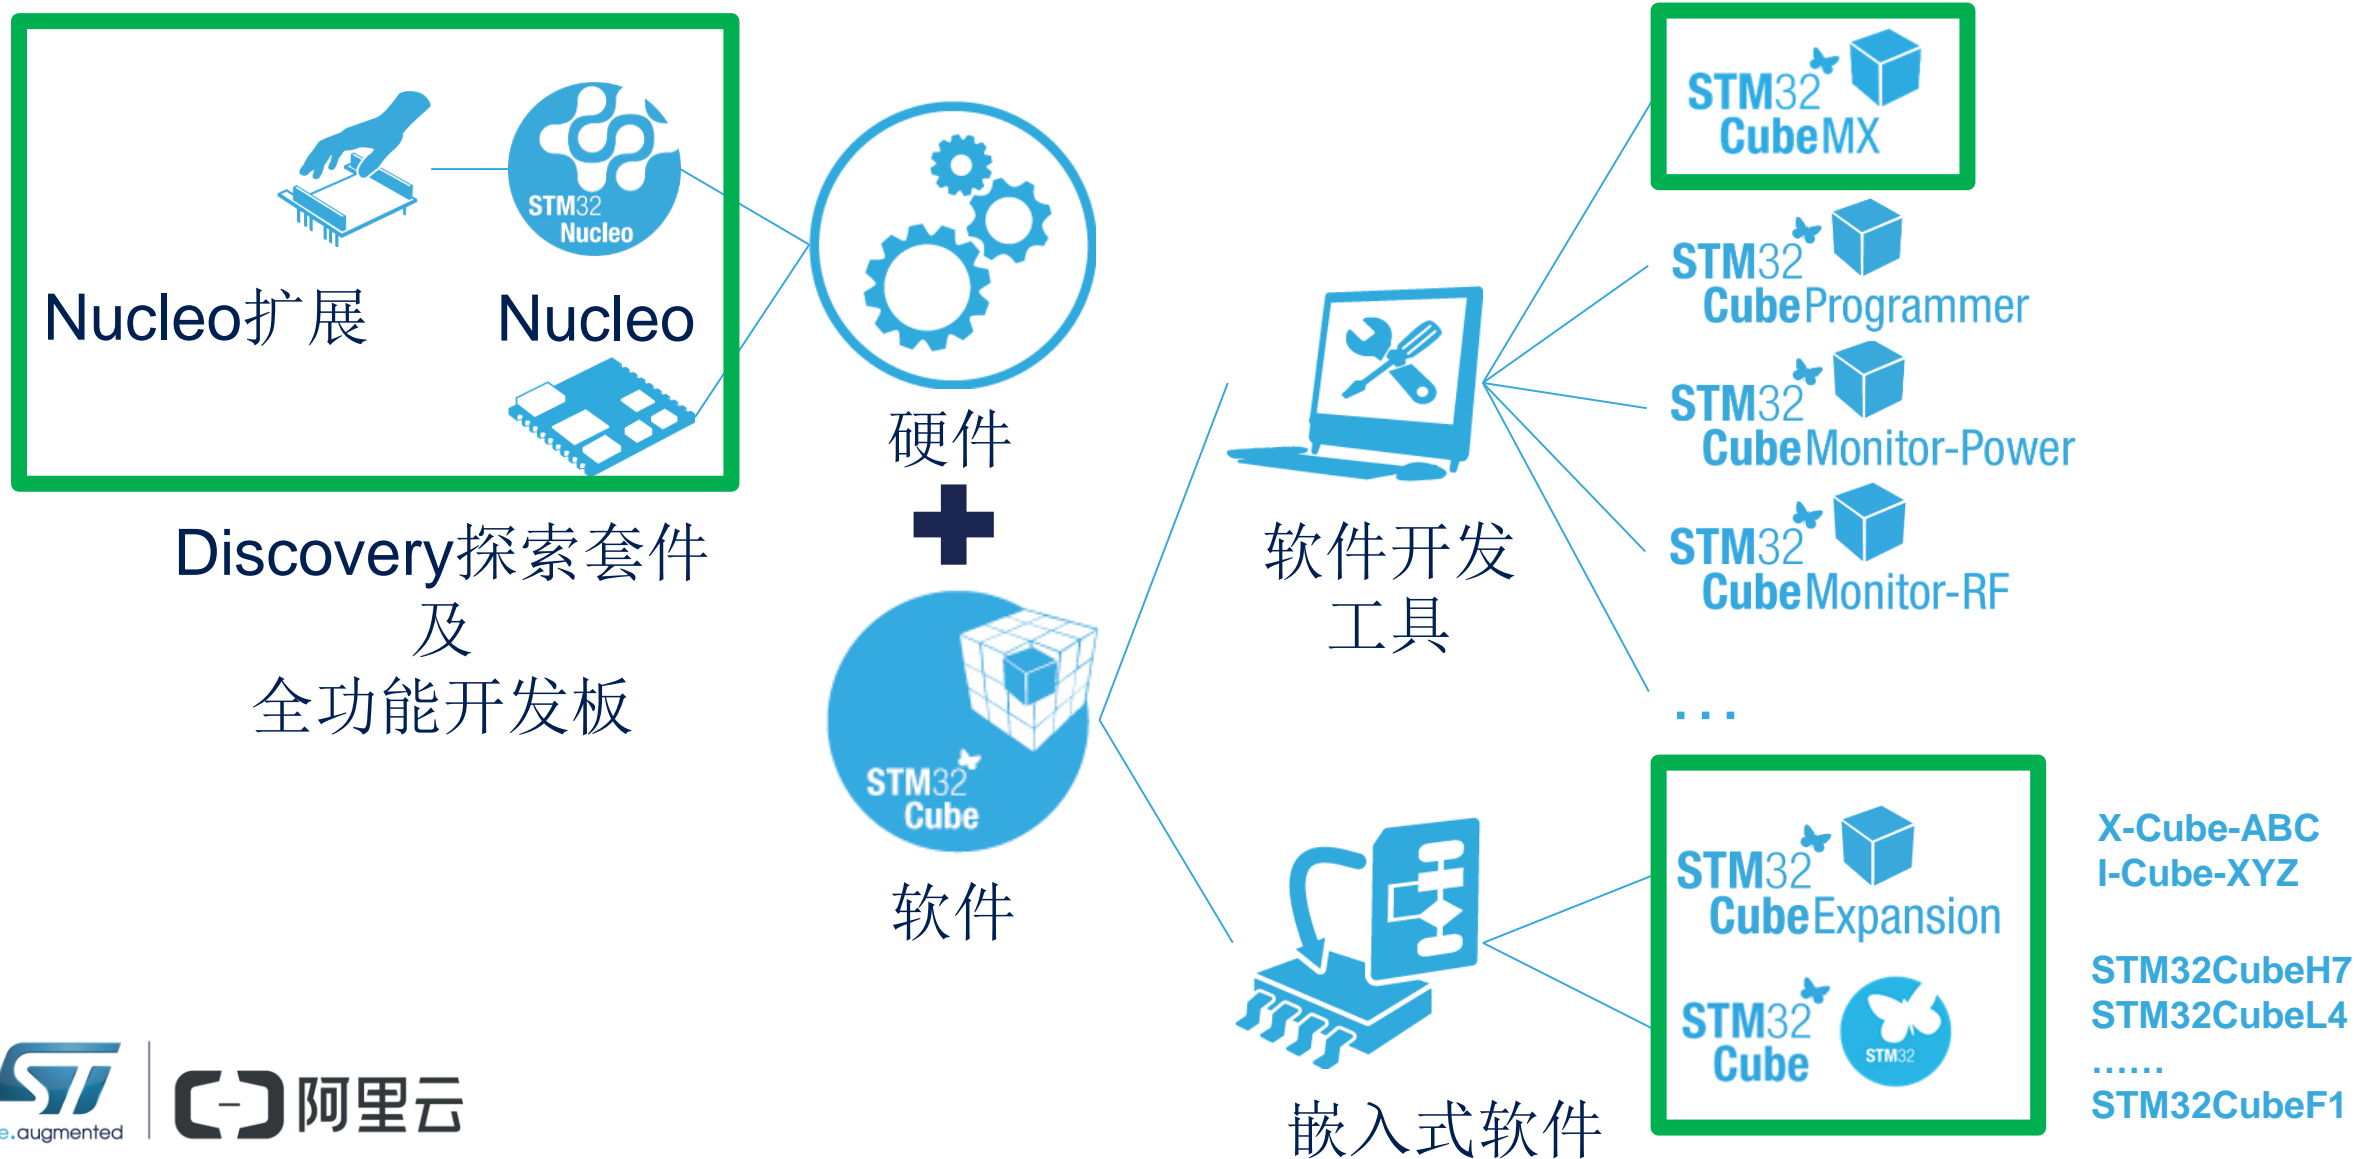 STM32
Nucleo
Nucleo扩展
Nucleo
Discovery探索套件
及
全功能开发板
硬件
STM32
Cube
软件
软件开发
工具
STM32
CubeMX
STM32
CubeProgrammer
STM32
CubeMonitor-Power
STM32
CubeMonitor-RF
...
嵌入式软件
STM32
CubeExpansion
STM32
Cube
STM32
X-Cube-ABC
I-Cube-XYZ
STM32CubeH7
STM32CubeL4
......
STM32CubeF1
ST
e.augmented
阿里云